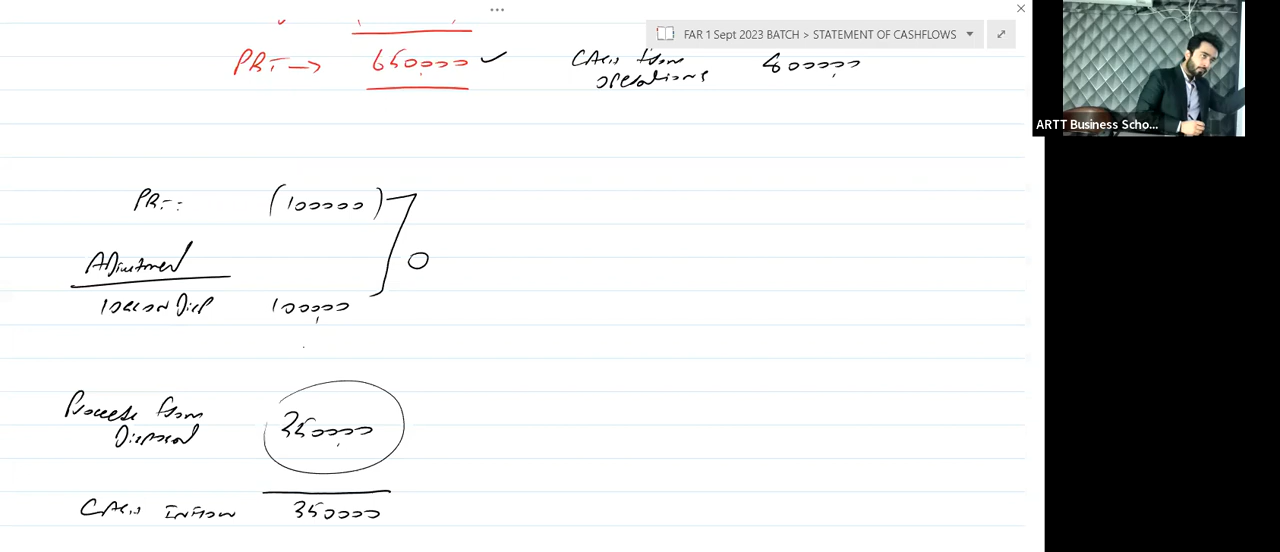 FAR 1 Sept 2023 BATCH > STATEMENT OF CASHFLOWS
PBT → 650000 ✓
Cash from operations 800000
ARTT Business Scho...
PBT (100000)
0
Adjustment
loss on Disp 100000
Proceeds from Disposal 350000
Cash Inflow 350000